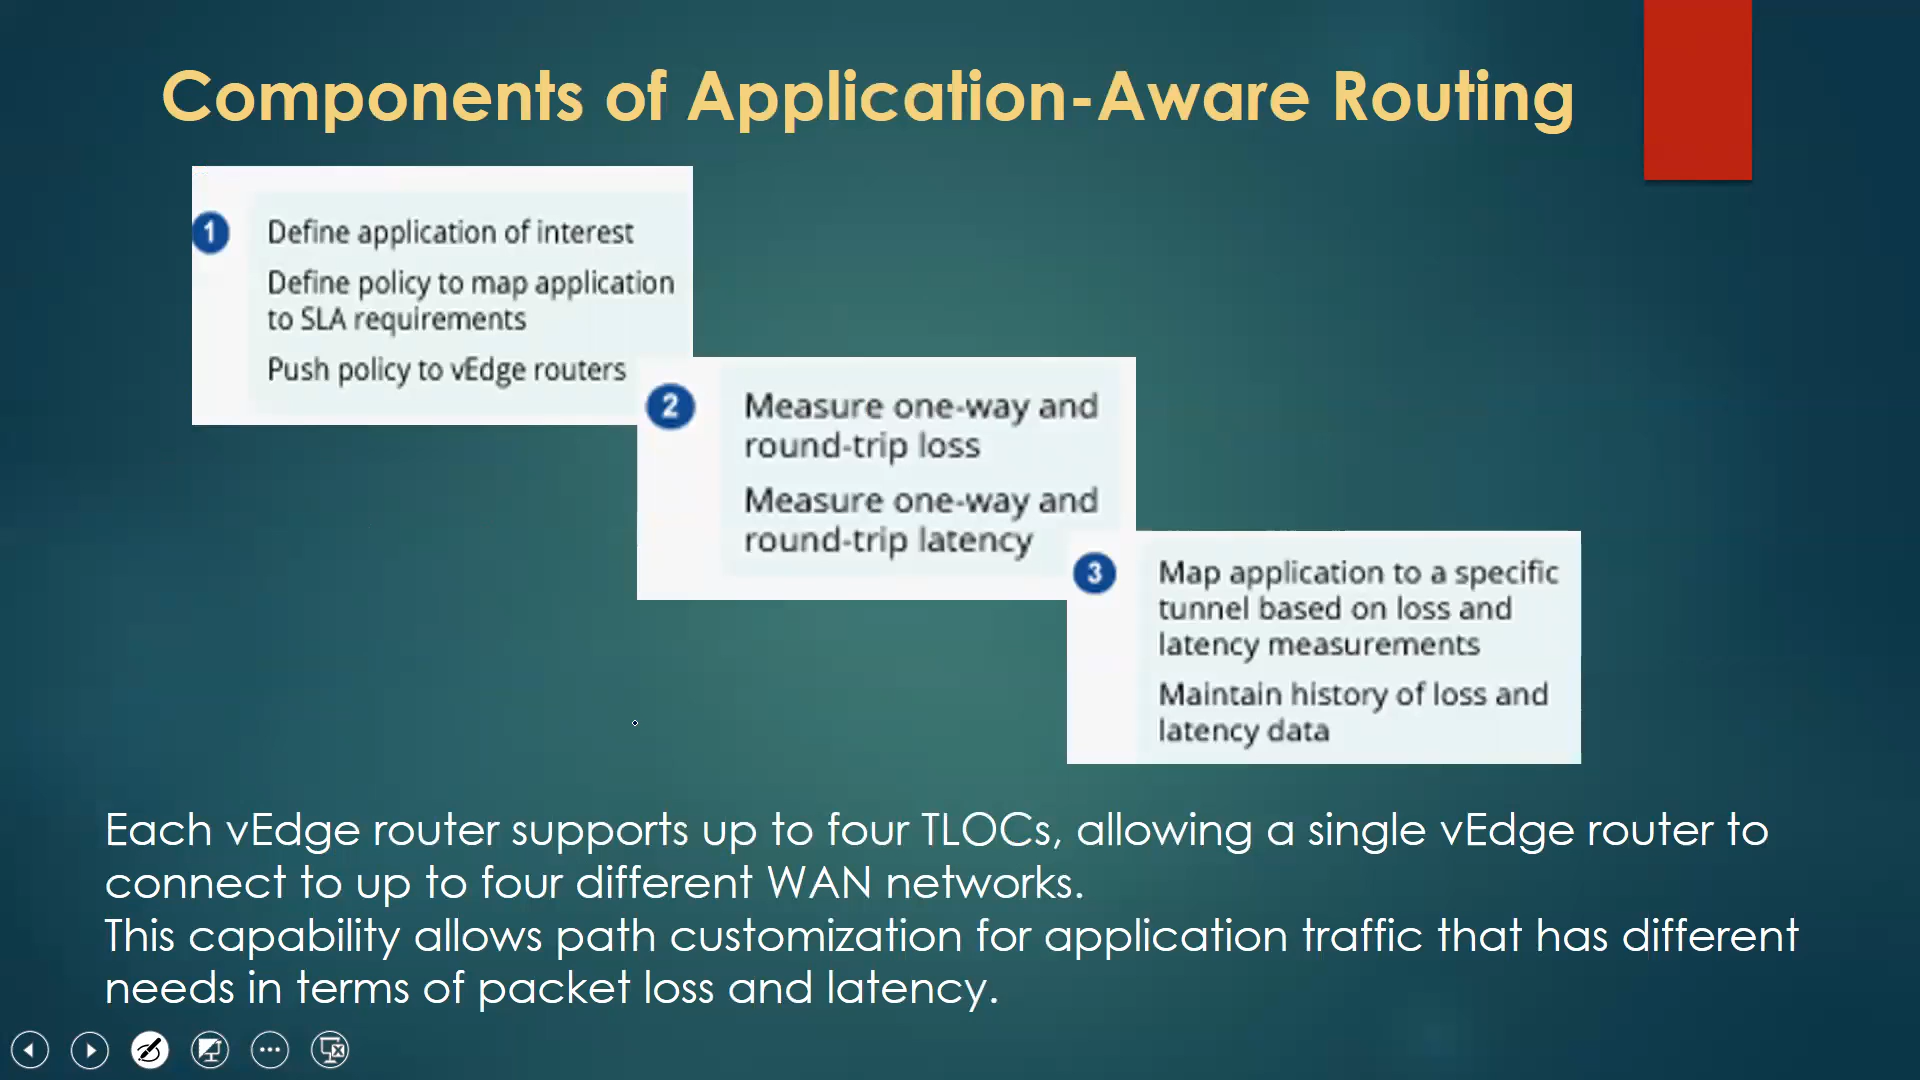 Components of Application-Aware Routing
1
Define application of interest
Define policy to map application
to SLA requirements
Push policy to vEdge routers
2
Measure one-way and
round-trip loss
Measure one-way and
round-trip latency
3
Map application to a specific
tunnel based on loss and
latency measurements
Maintain history of loss and
latency data
Each vEdge router supports up to four TLOCs, allowing a single vEdge router to
connect to up to four different WAN networks.
This capability allows path customization for application traffic that has different
needs in terms of packet loss and latency.